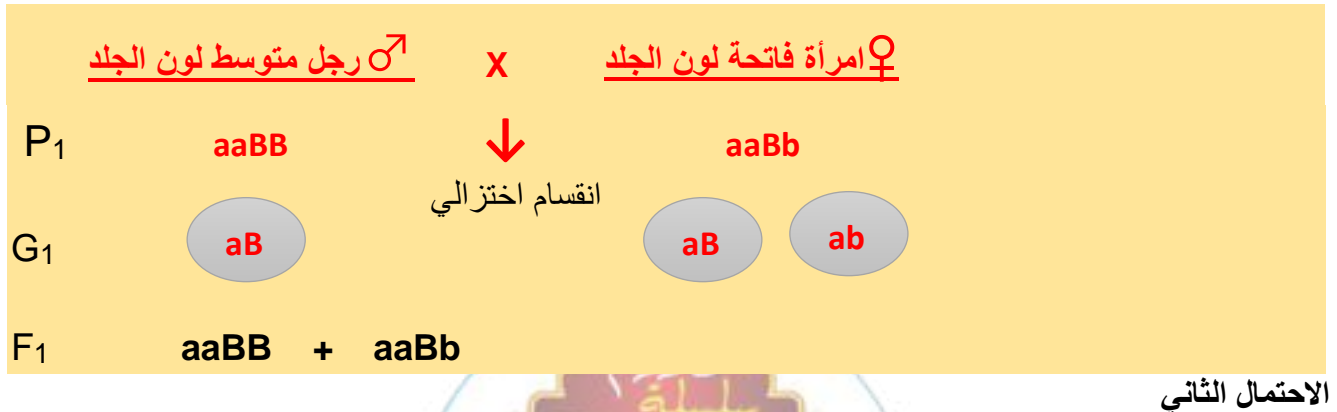 ♀امرأة فاتحة لون الجلد x ♂رجل متوسط لون الجلد
P₁ aaBB ↓ aaBb
انقسام اختزالي
G₁ aB aB ab
F₁ aaBB + aaBb
الاحتمال الثاني